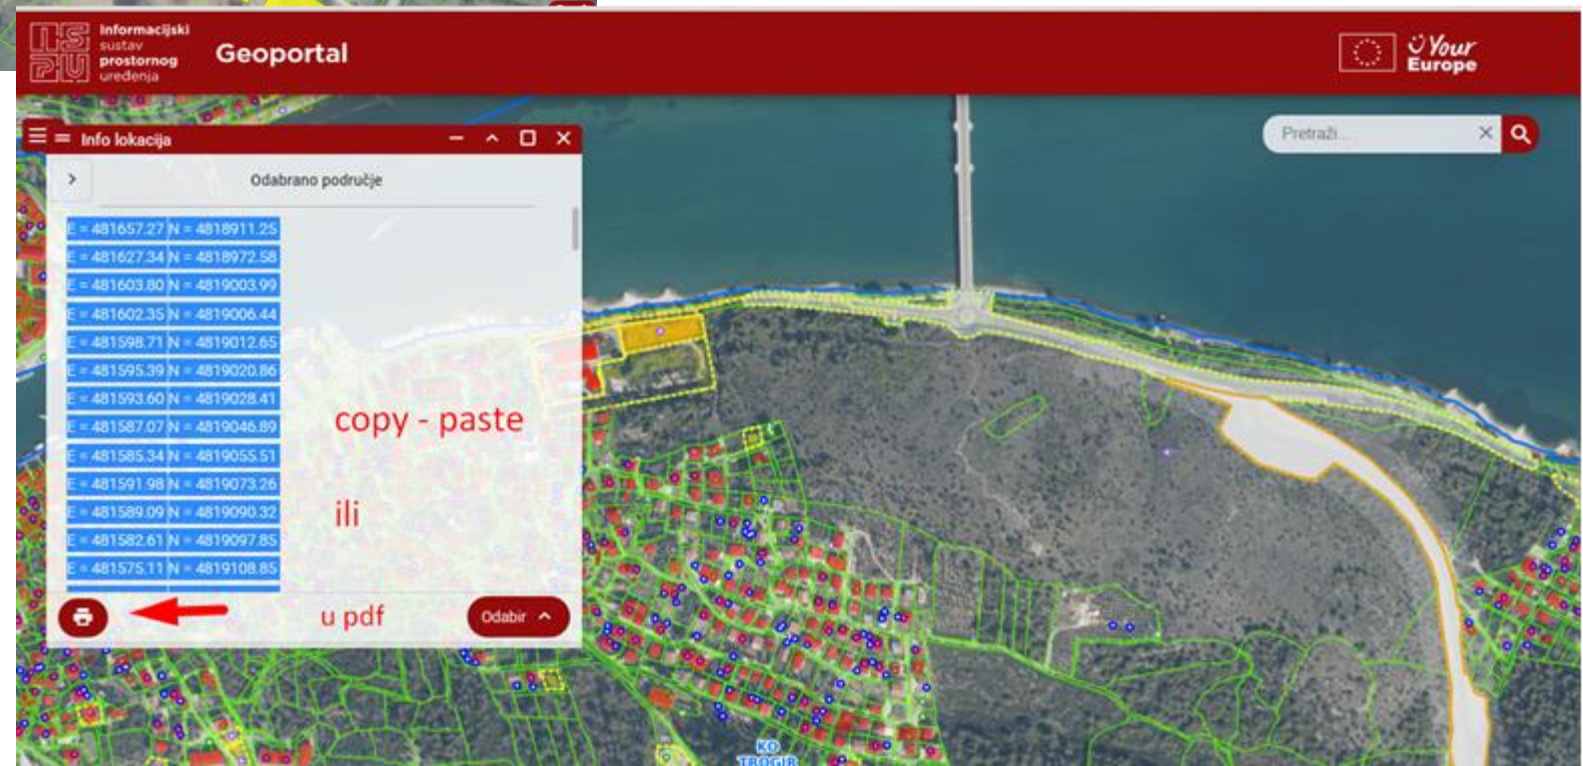 informacijski
sustav
prostornog
uređenja
Geoportal
Your
Europe
Info lokacija
Pretraži...
Odabrano područje
E = 481657.27 N = 4818911.25
E = 481627.34 N = 4818972.58
E = 481603.80 N = 4819003.99
E = 481602.35 N = 4819006.44
E = 481598.71 N = 4819012.65
E = 481595.39 N = 4819020.86
E = 481593.60 N = 4819028.41
E = 481587.07 N = 4819046.89
E = 481585.34 N = 4819055.51
E = 481591.98 N = 4819073.26
E = 481589.09 N = 4819090.32
E = 481582.61 N = 4819097.85
E = 481575.11 N = 4819108.85
copy - paste
ili
u pdf
Odabir
KO
TROGIR